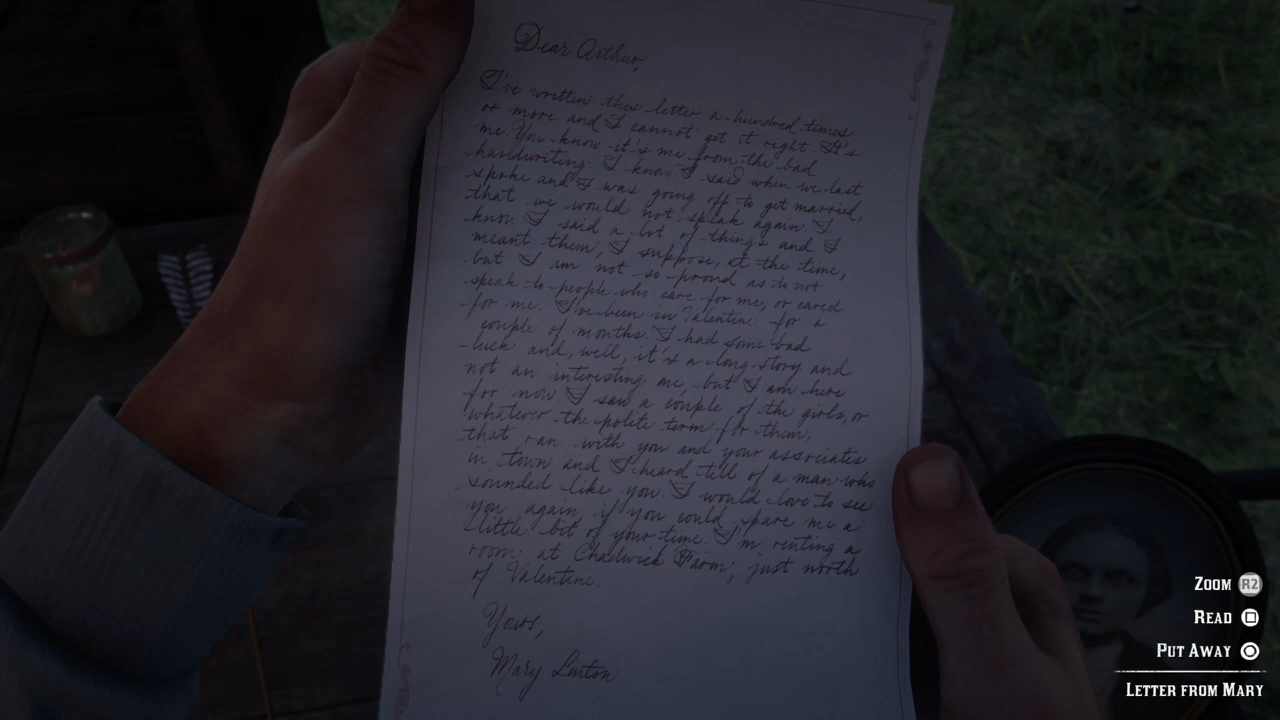 Dear Arthur,
I've written this letter a hundred times
or more and I cannot get it right. It's
me. You know it's me from the bad
handwriting. I know I said when we last
spoke and I was going off to get married,
that we would not speak again. I
know I said a lot of things and I
meant them, I suppose, at the time,
but I am not so proud as to not
speak to people who care for me, or cared
for me. I've been in Valentine for a
couple of months. I had some bad
luck and, well, it's a long story and
not an interesting one, but I am here
for now. I saw a couple of the girls, or
whatever the polite term for them,
that ran with you and your associates
in town and I heard tell of a man who
sounded like you. I would love to see
you again if you could spare me a
little bit of your time. I'm renting a
room at Chadwick Farm, just north
of Valentine.
Yours,
Mary Linton
ZOOM R2
READ
PUT AWAY
LETTER FROM MARY